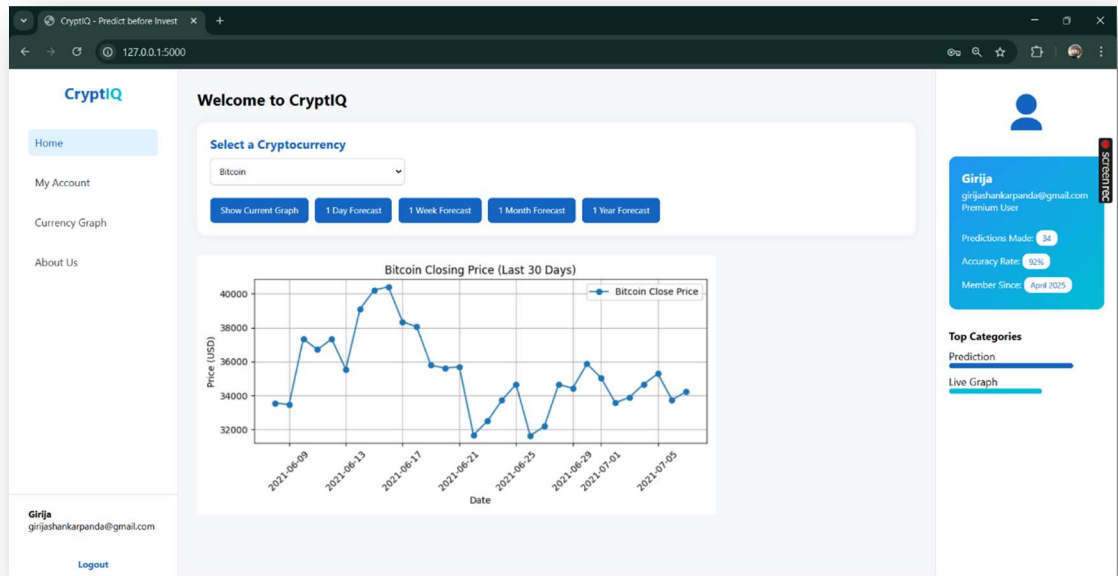 CryptIQ - Predict before Invest
127.0.0.1:5000
CryptIQ
Home
My Account
Currency Graph
About Us
Girija
girijashankarpanda@gmail.com
Logout
Welcome to CryptIQ
Select a Cryptocurrency
Bitcoin
Show Current Graph
1 Day Forecast
1 Week Forecast
1 Month Forecast
1 Year Forecast
Bitcoin Closing Price (Last 30 Days)
Bitcoin Close Price
Price (USD)
40000
38000
36000
34000
32000
2021-06-09
2021-06-13
2021-06-17
2021-06-21
2021-06-25
2021-06-29
2021-07-01
2021-07-05
Date
Girija
girijashankarpanda@gmail.com
Premium User
Predictions Made: 34
Accuracy Rate: 92%
Member Since: April 2025
Top Categories
Prediction
Live Graph
screenrec